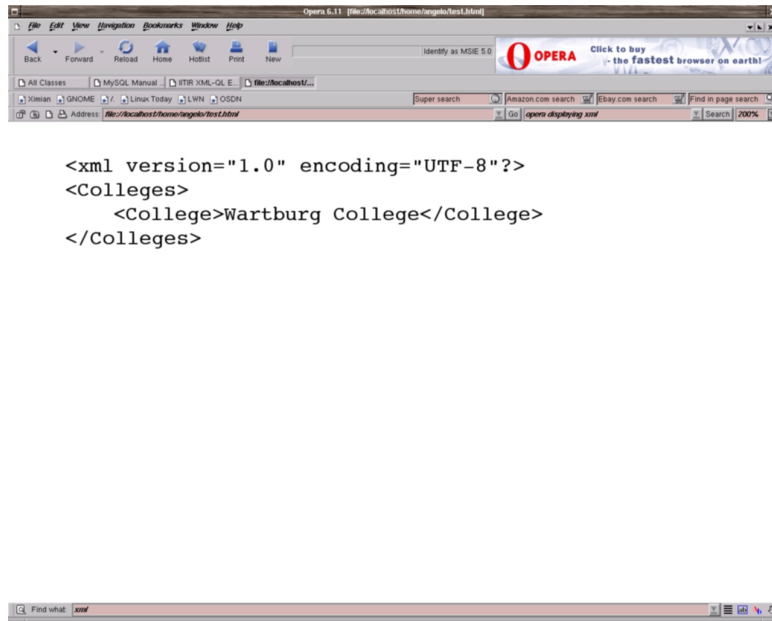 Opera 6.11 [file://localhost/home/angelo/test.html]
File Edit View Navigation Bookmarks Window Help
Back Forward Reload Home Hotlist Print New Identify as MSIE 5.0 OPERA Click to buy
- the fastest browser on earth!
All Classes MySQL Manual ... IITIR XML-QL E... file://localhost/...
Ximian GNOME /. Linux Today LWN OSDN Super search Amazon.com search Ebay.com search Find in page search
Address: file://localhost/home/angelo/test.html Go opera displaying xml Search 200%
<xml version="1.0" encoding="UTF-8"?>
<Colleges>
<College>Wartburg College</College>
</Colleges>
Find what: xml